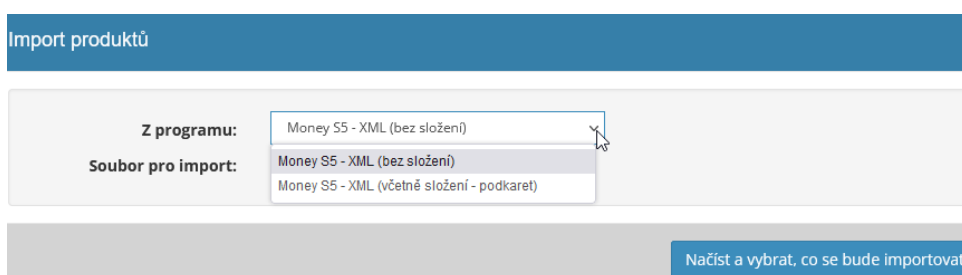 Import produktů
Z programu:
Money S5 - XML (bez složení)
Soubor pro import:
Money S5 - XML (bez složení)
Money S5 - XML (včetně složení - podkaret)
Načíst a vybrat, co se bude importovat